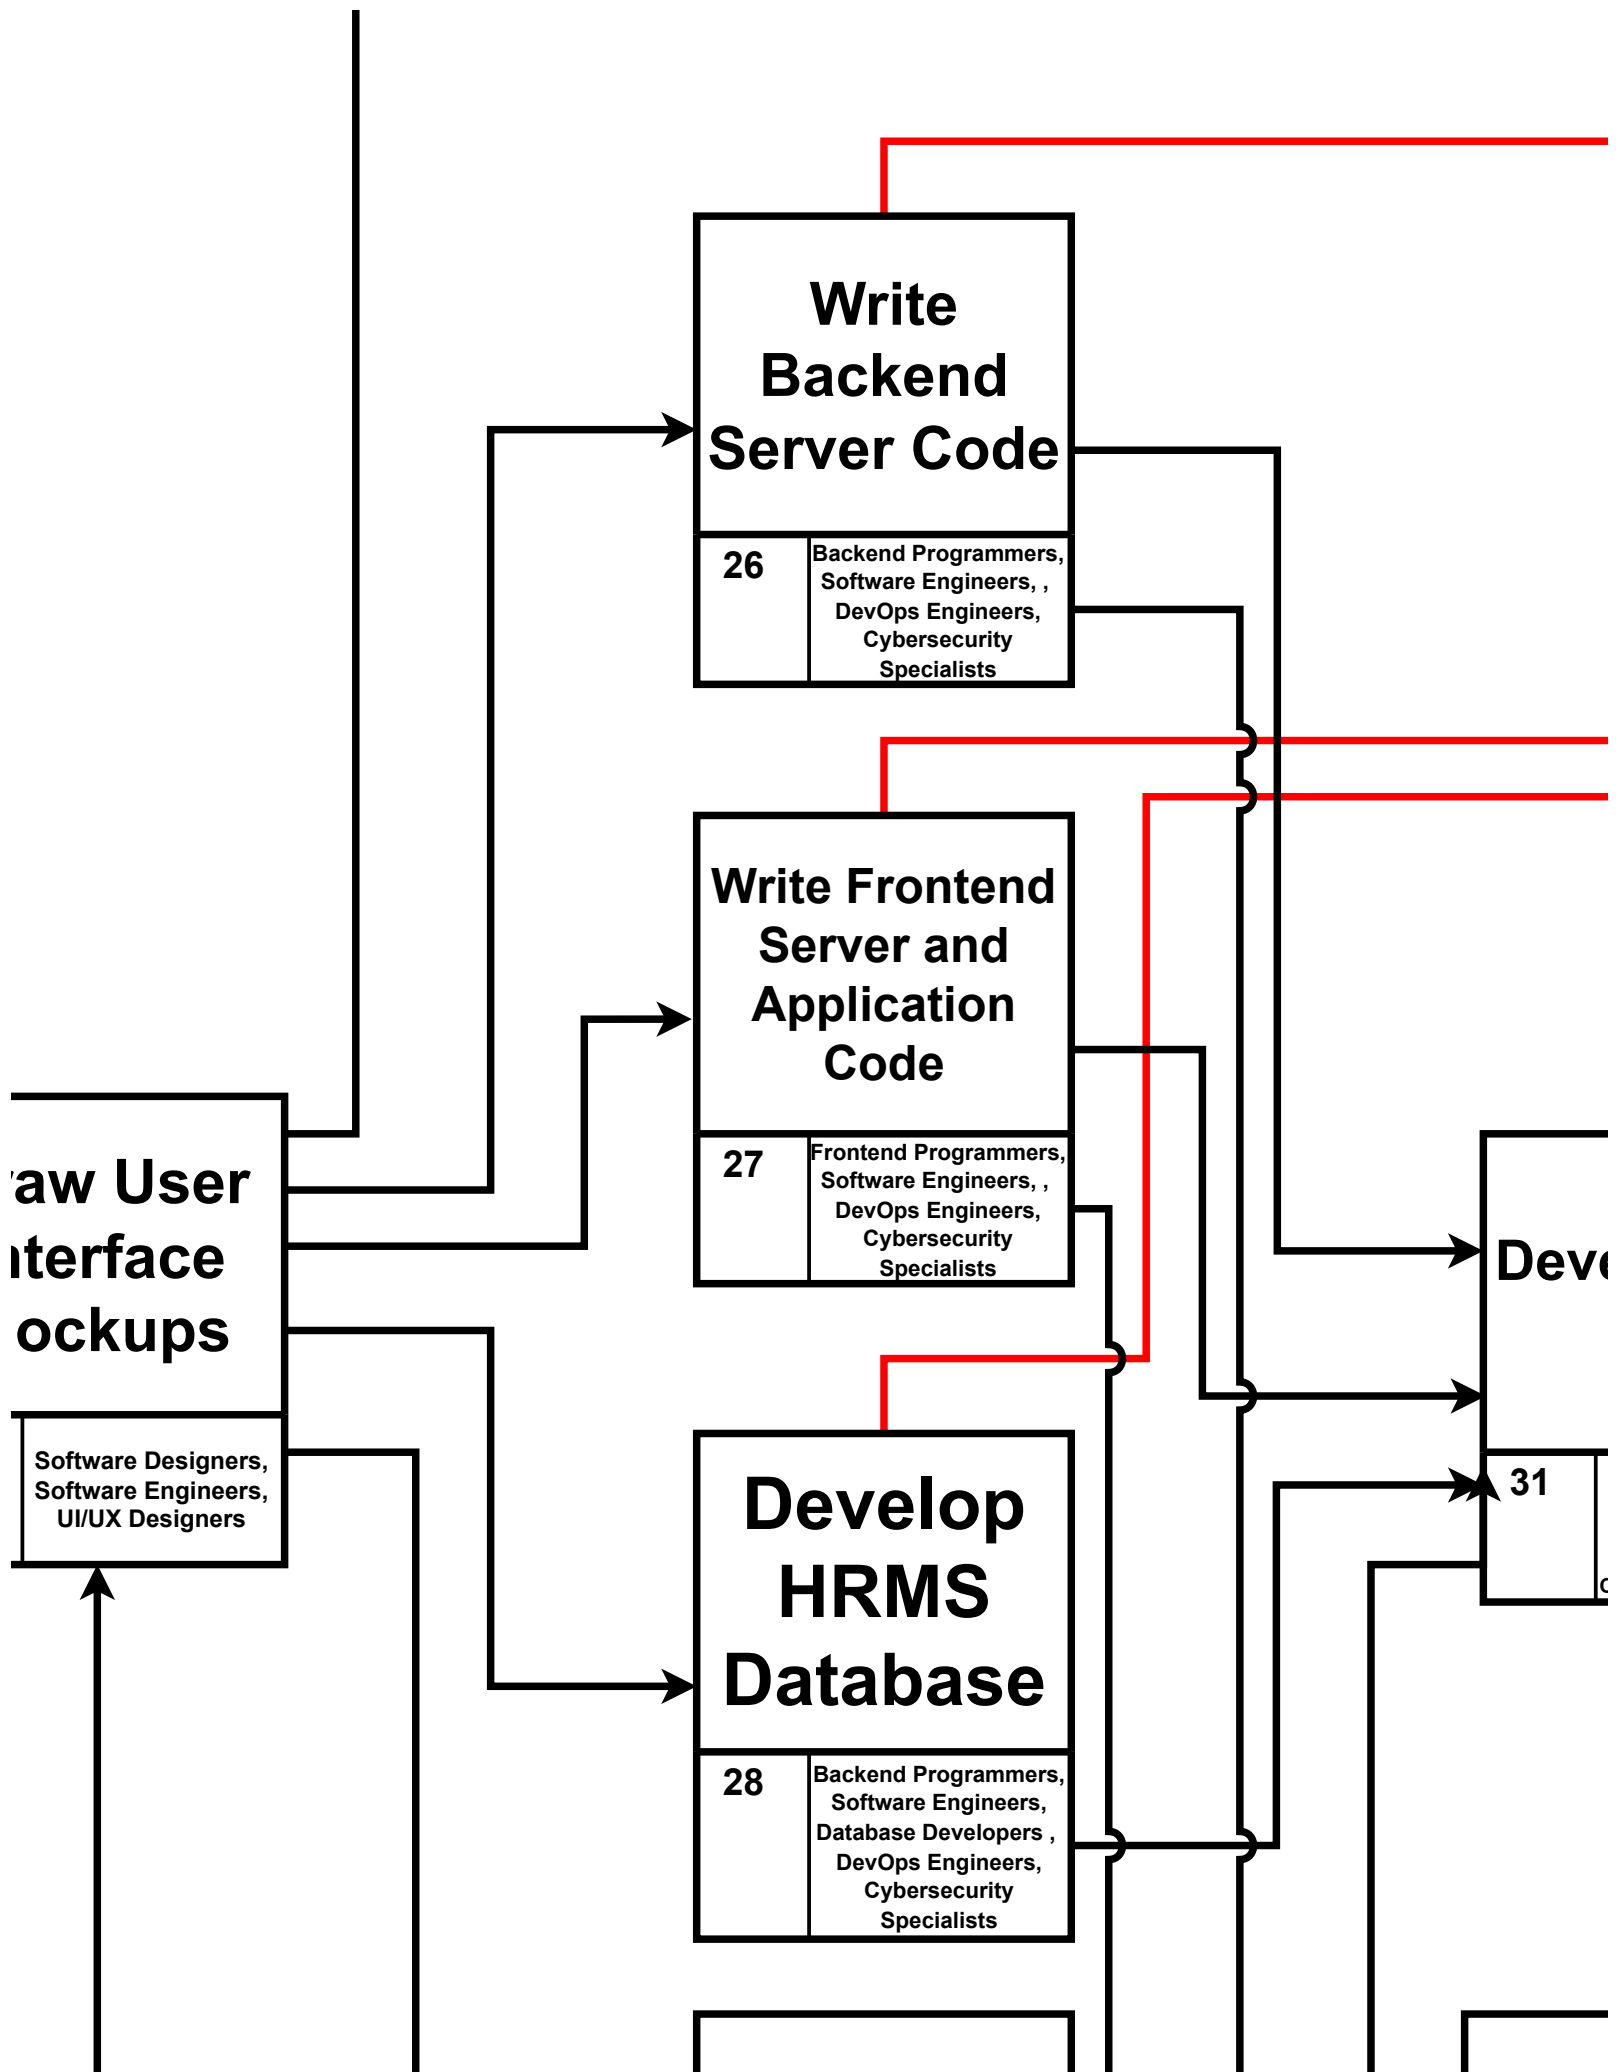 Write
Backend
Server Code
26
Backend Programmers,
Software Engineers, ,
DevOps Engineers,
Cybersecurity
Specialists
Write Frontend
Server and
Application
Code
27
Frontend Programmers,
Software Engineers, ,
DevOps Engineers,
Cybersecurity
Specialists
aw User
terface
ockups
Software Designers,
Software Engineers,
UI/UX Designers
Develop
HRMS
Database
28
Backend Programmers,
Software Engineers,
Database Developers ,
DevOps Engineers,
Cybersecurity
Specialists
Deve
31